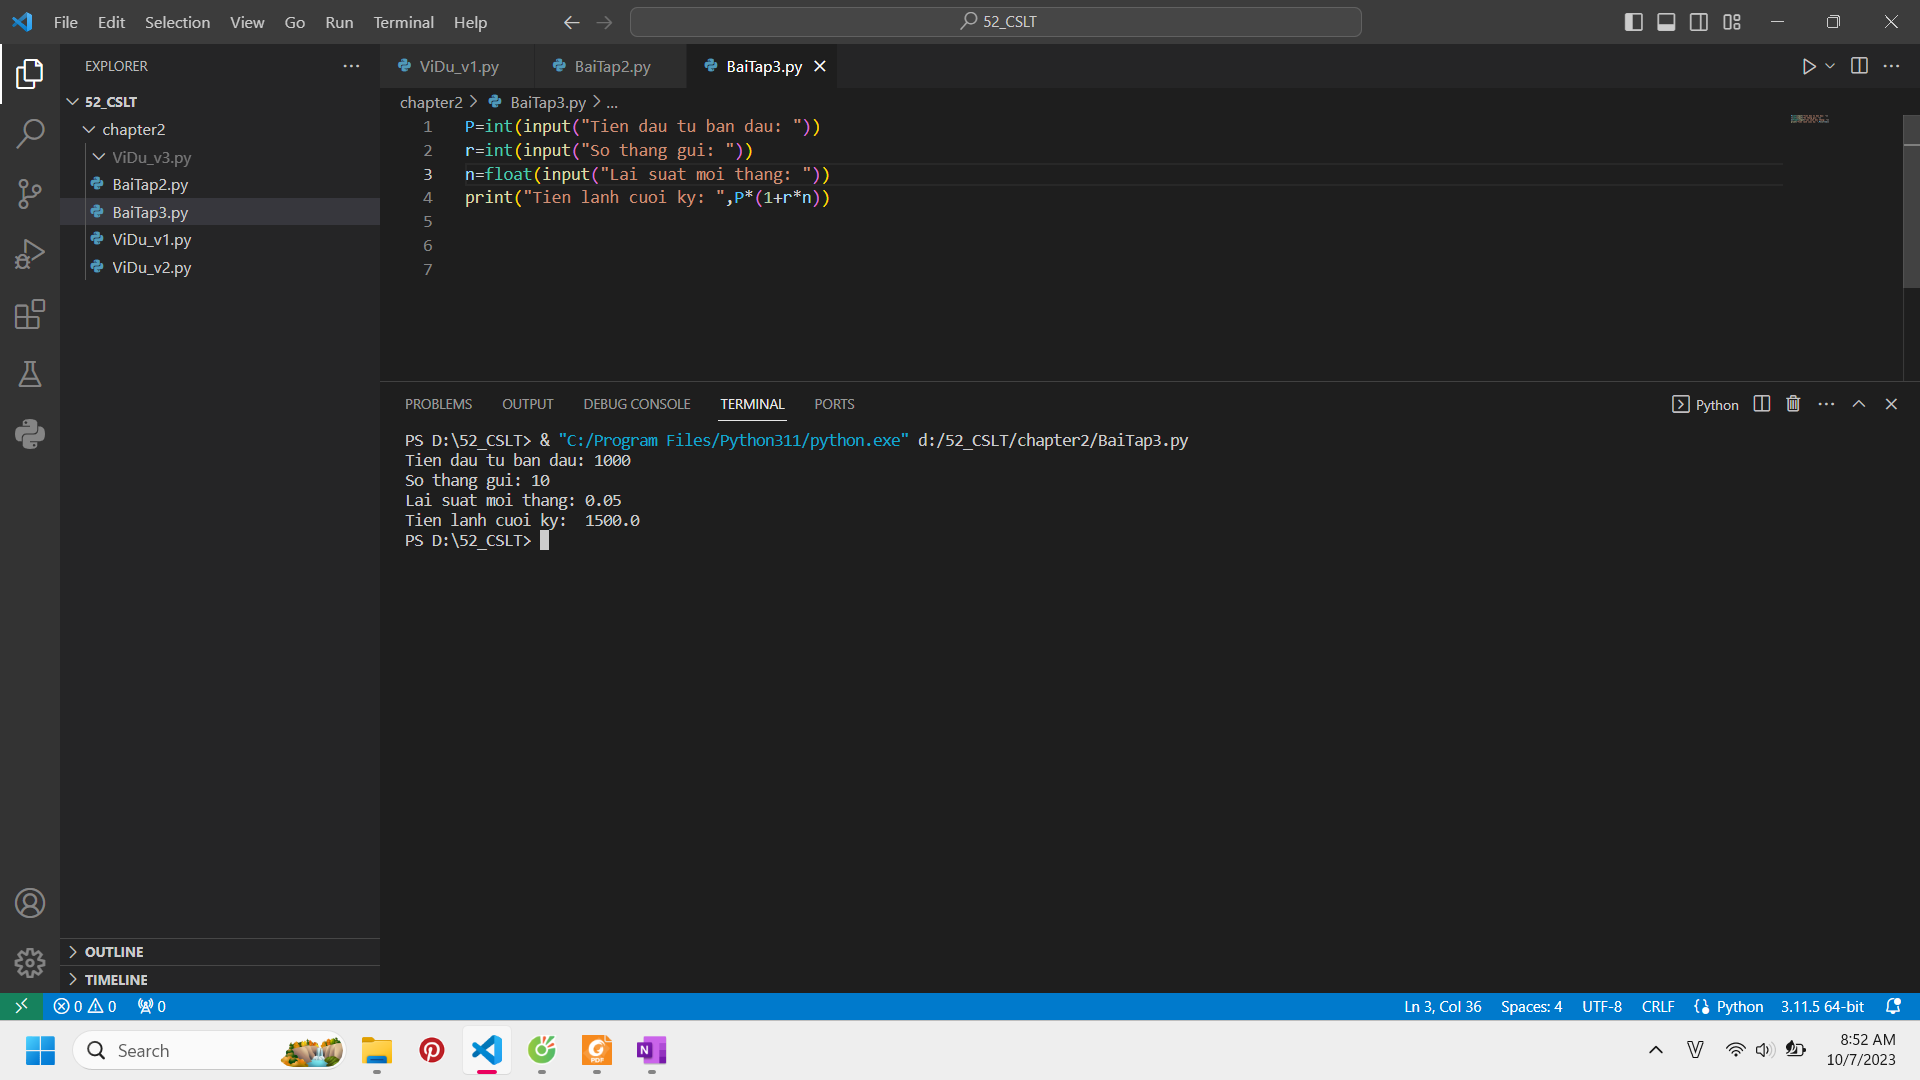 File Edit Selection View Go Run Terminal Help
52_CSLT
EXPLORER
52_CSLT
chapter2
ViDu_v3.py
BaiTap2.py
BaiTap3.py
ViDu_v1.py
ViDu_v2.py
OUTLINE
TIMELINE
ViDu_v1.py BaiTap2.py BaiTap3.py
chapter2 > BaiTap3.py > ...
1 P=int(input("Tien dau tu ban dau: "))
2 r=int(input("So thang gui: "))
3 n=float(input("Lai suat moi thang: "))
4 print("Tien lanh cuoi ky: ",P*(1+r*n))
5
6
7
PROBLEMS OUTPUT DEBUG CONSOLE TERMINAL PORTS
Python
PS D:\52_CSLT> & "C:/Program Files/Python311/python.exe" d:/52_CSLT/chapter2/BaiTap3.py
Tien dau tu ban dau: 1000
So thang gui: 10
Lai suat moi thang: 0.05
Tien lanh cuoi ky:  1500.0
PS D:\52_CSLT>
0 0 0
Ln 3, Col 36 Spaces: 4 UTF-8 CRLF Python 3.11.5 64-bit
Search
PDF
N
V
8:52 AM
10/7/2023